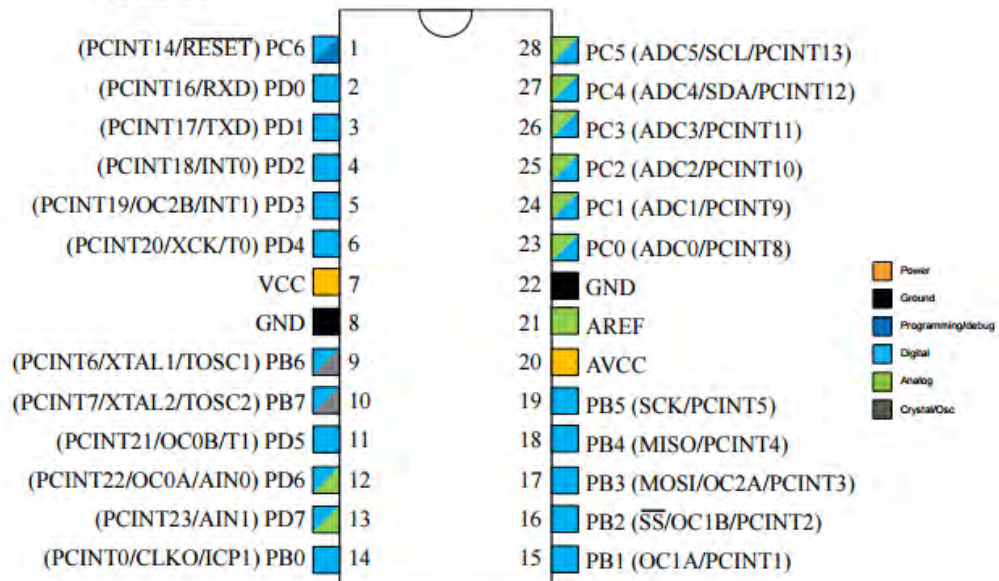 (PCINT14/RESET) PC6 1
(PCINT16/RXD) PD0 2
(PCINT17/TXD) PD1 3
(PCINT18/INT0) PD2 4
(PCINT19/OC2B/INT1) PD3 5
(PCINT20/XCK/T0) PD4 6
VCC 7
GND 8
(PCINT6/XTAL1/TOSC1) PB6 9
(PCINT7/XTAL2/TOSC2) PB7 10
(PCINT21/OC0B/T1) PD5 11
(PCINT22/OC0A/AIN0) PD6 12
(PCINT23/AIN1) PD7 13
(PCINT0/CLKO/ICP1) PB0 14
28 PC5 (ADC5/SCL/PCINT13)
27 PC4 (ADC4/SDA/PCINT12)
26 PC3 (ADC3/PCINT11)
25 PC2 (ADC2/PCINT10)
24 PC1 (ADC1/PCINT9)
23 PC0 (ADC0/PCINT8)
22 GND
21 AREF
20 AVCC
19 PB5 (SCK/PCINT5)
18 PB4 (MISO/PCINT4)
17 PB3 (MOSI/OC2A/PCINT3)
16 PB2 (SS/OC1B/PCINT2)
15 PB1 (OC1A/PCINT1)
Power
Ground
Programming/debug
Digital
Analog
Crystal/Osc